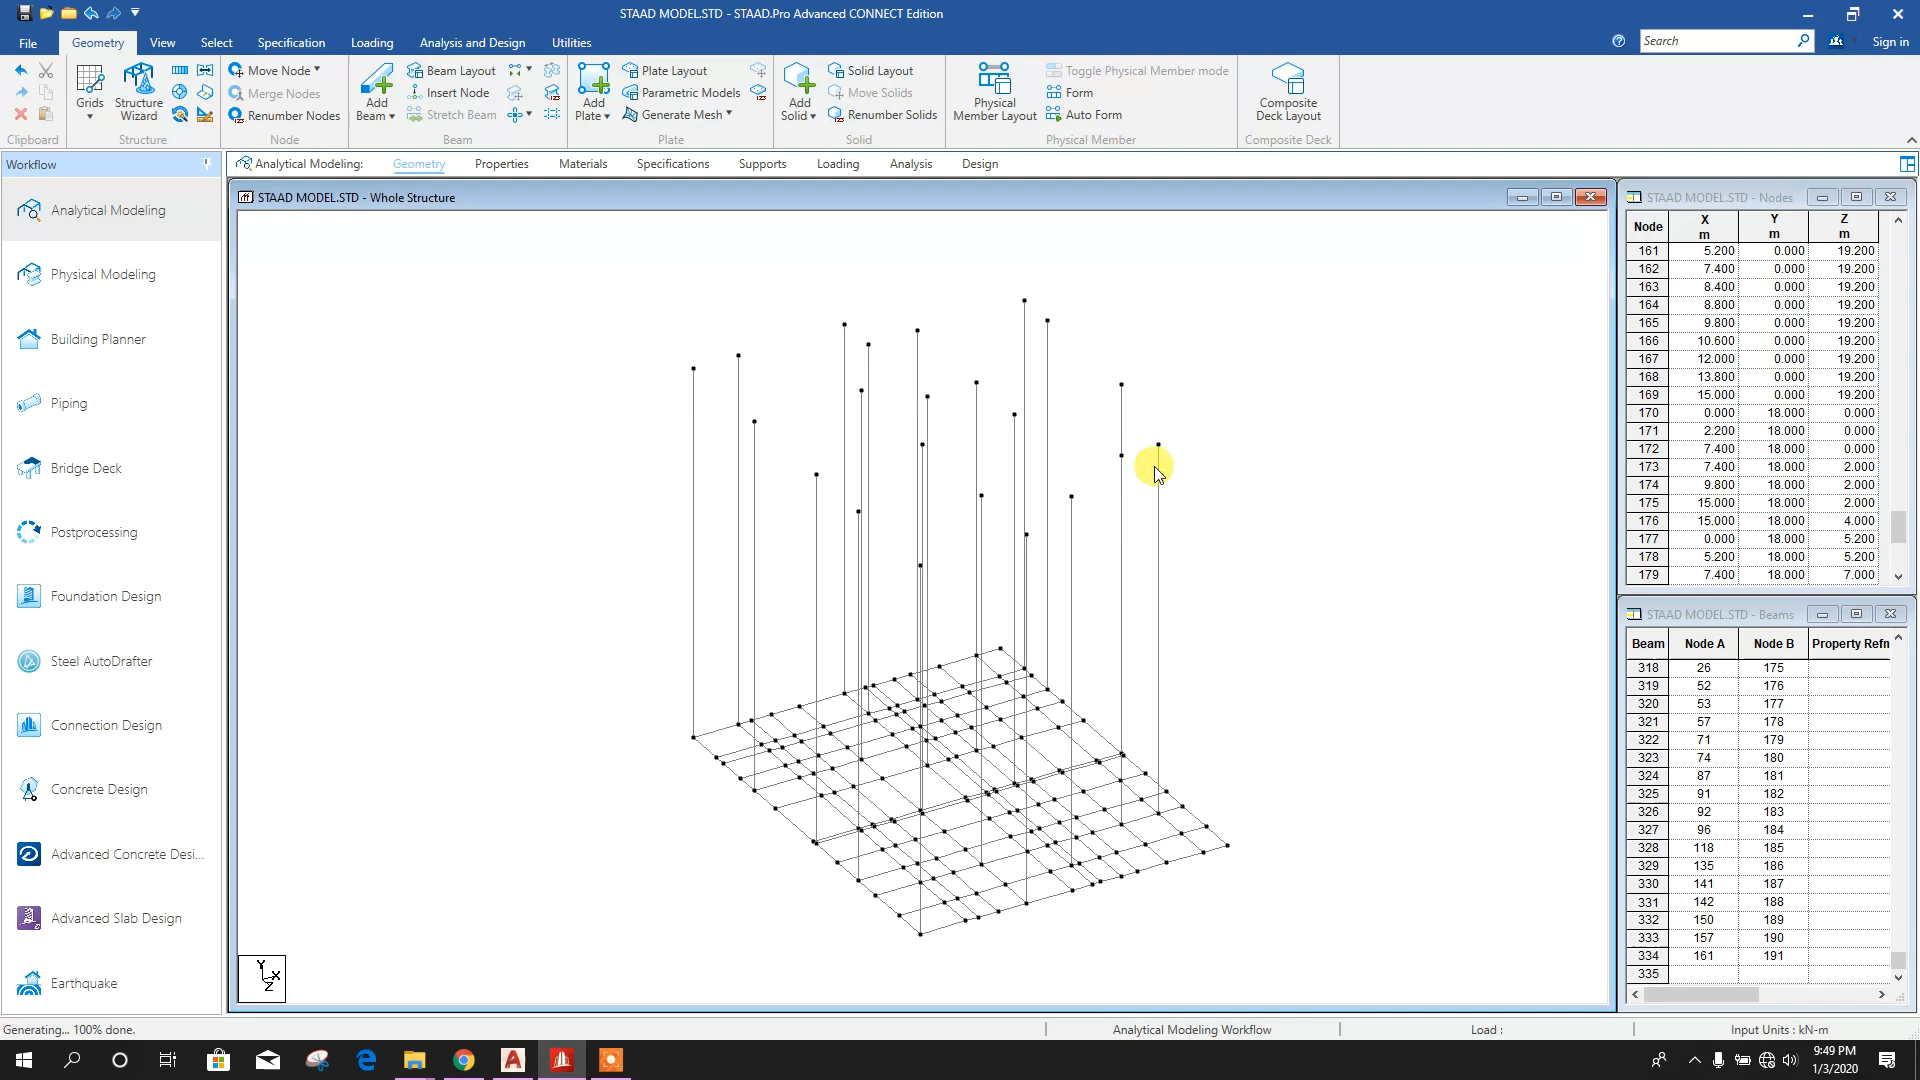 STAAD MODEL.STD - STAAD.Pro Advanced CONNECT Edition
File
Geometry
View
Select
Specification
Loading
Analysis and Design
Utilities
Search
Sign in
Clipboard
Grids
Structure Wizard
Structure
Move Node
Merge Nodes
Renumber Nodes
Node
Add Beam
Beam Layout
Insert Node
Stretch Beam
Beam
Add Plate
Plate Layout
Parametric Models
Generate Mesh
Plate
Add Solid
Solid Layout
Move Solids
Renumber Solids
Solid
Physical Member Layout
Toggle Physical Member mode
Form
Auto Form
Physical Member
Composite Deck Layout
Composite Deck
Workflow
Analytical Modeling
Physical Modeling
Building Planner
Piping
Bridge Deck
Postprocessing
Foundation Design
Steel AutoDrafter
Connection Design
Concrete Design
Advanced Concrete Desi...
Advanced Slab Design
Earthquake
Analytical Modeling:
Geometry
Properties
Materials
Specifications
Supports
Loading
Analysis
Design
STAAD MODEL.STD - Whole Structure
Y
X
Z
STAAD MODEL.STD - Nodes
Node X m Y m Z m
161 5.200 0.000 19.200
162 7.400 0.000 19.200
163 8.400 0.000 19.200
164 8.800 0.000 19.200
165 9.800 0.000 19.200
166 10.600 0.000 19.200
167 12.000 0.000 19.200
168 13.800 0.000 19.200
169 15.000 0.000 19.200
170 0.000 18.000 0.000
171 2.200 18.000 0.000
172 7.400 18.000 0.000
173 7.400 18.000 2.000
174 9.800 18.000 2.000
175 15.000 18.000 2.000
176 15.000 18.000 4.000
177 0.000 18.000 5.200
178 5.200 18.000 5.200
179 7.400 18.000 7.000
STAAD MODEL.STD - Beams
Beam Node A Node B Property Refn
318 26 175
319 52 176
320 53 177
321 57 178
322 71 179
323 74 180
324 87 181
325 91 182
326 92 183
327 96 184
328 118 185
329 135 186
330 141 187
331 142 188
332 150 189
333 157 190
334 161 191
335
Generating... 100% done.
Analytical Modeling Workflow
Load :
Input Units : kN-m
9:49 PM
1/3/2020